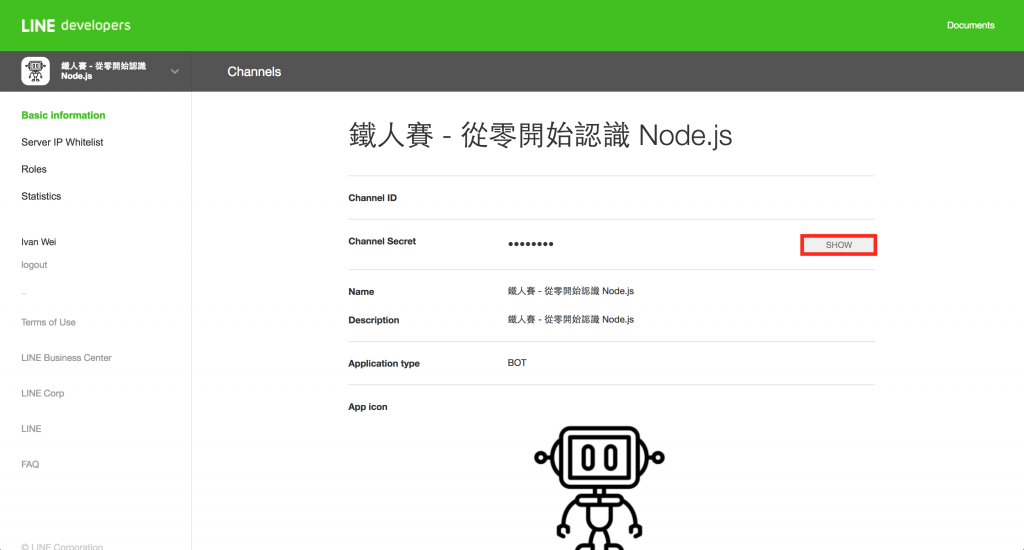 LINE developers
Documents
鐵人賽 - 從零開始認識
Node.js
Channels
Basic information
Server IP Whitelist
Roles
Statistics
Ivan Wei
logout
–
Terms of Use
LINE Business Center
LINE Corp
LINE
FAQ
© LINE Corporation
鐵人賽 - 從零開始認識 Node.js
Channel ID
Channel Secret
••••••••
SHOW
Name
鐵人賽 - 從零開始認識 Node.js
Description
鐵人賽 - 從零開始認識 Node.js
Application type
BOT
App icon